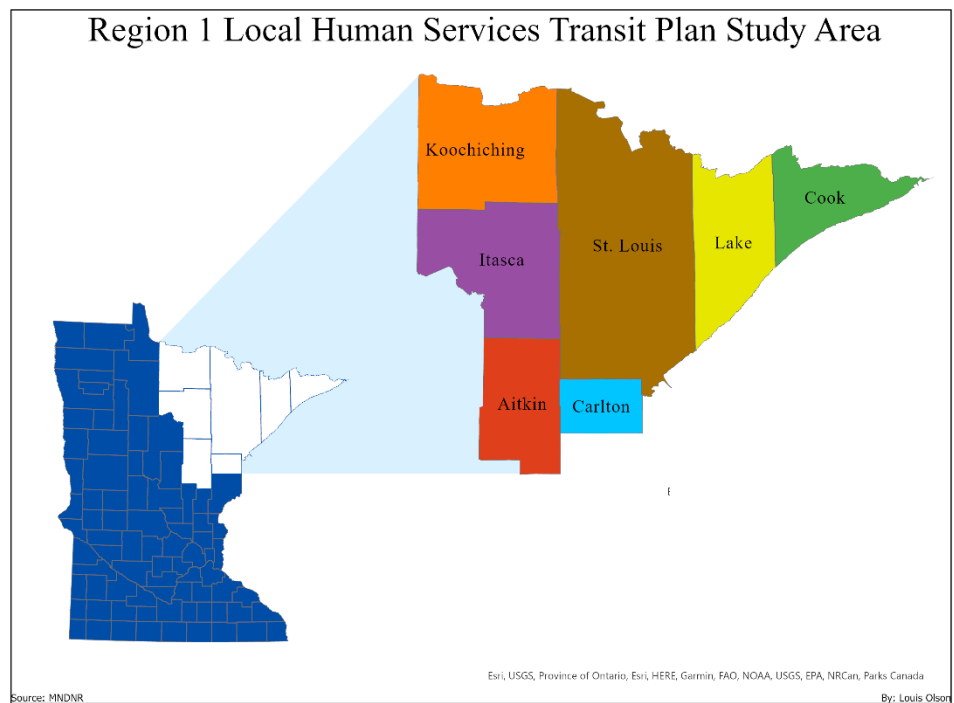 Region 1 Local Human Services Transit Plan Study Area
Koochiching
Cook
St. Louis
Lake
Itasca
Aitkin
Carlton
E
Esri, USGS, Province of Ontario, Esri, HERE, Garmin, FAO, NOAA, USGS, EPA, NRCan, Parks Canada
Source: MNDNR
By: Louis Olson